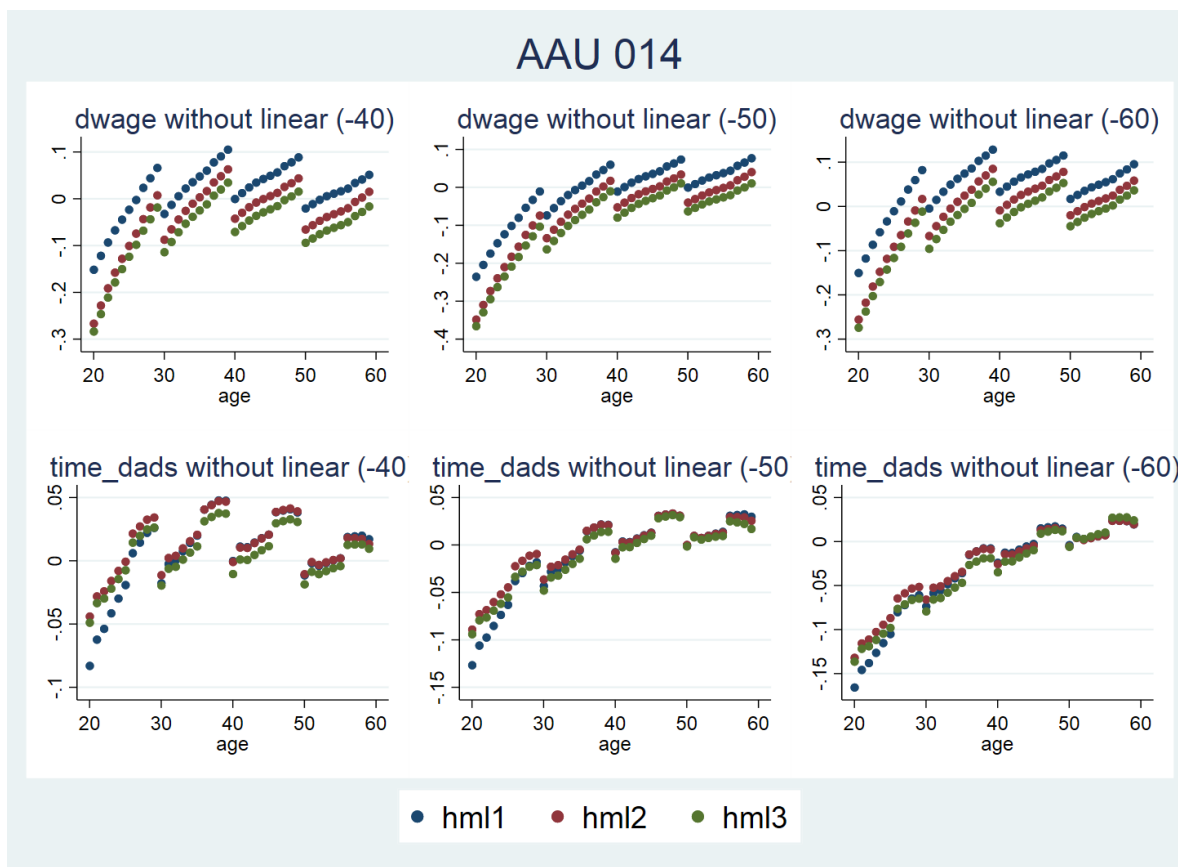 AAU 014
dwage without linear (-40)
.1
0
-.1
-.2
-.3
20 30 40 50 60
age
dwage without linear (-50)
.1
0
-.1
-.2
-.3
-.4
20 30 40 50 60
age
dwage without linear (-60)
.1
0
-.1
-.2
-.3
20 30 40 50 60
age
time_dads without linear (-40)
.05
0
-.05
-.1
20 30 40 50 60
age
time_dads without linear (-50)
.05
0
-.05
-.1
-.15
20 30 40 50 60
age
time_dads without linear (-60)
.05
0
-.05
-.1
-.15
20 30 40 50 60
age
hml1 hml2 hml3